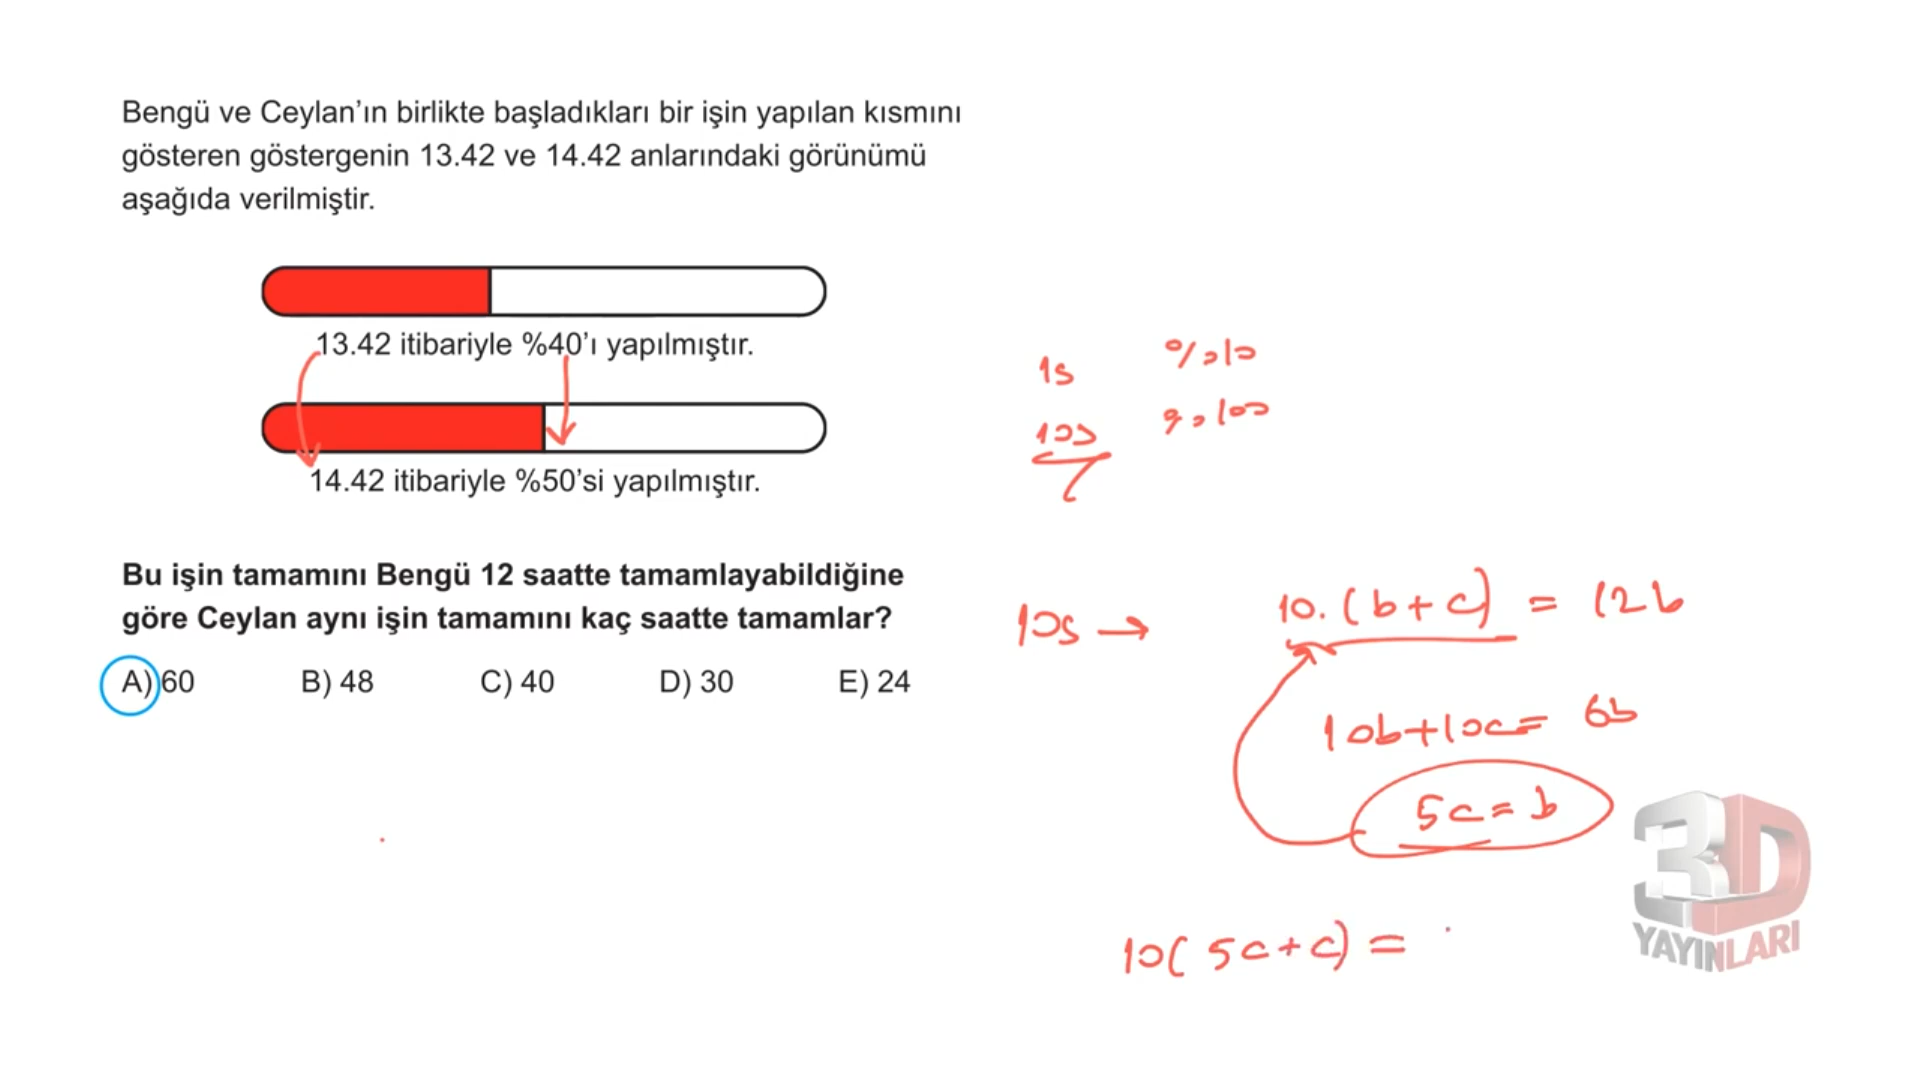 Bengü ve Ceylan'ın birlikte başladıkları bir işin yapılan kısmını
gösteren göstergenin 13.42 ve 14.42 anlarındaki görünümü
aşağıda verilmiştir.
13.42 itibariyle %40'ı yapılmıştır.
14.42 itibariyle %50'si yapılmıştır.
Bu işin tamamını Bengü 12 saatte tamamlayabildiğine
göre Ceylan aynı işin tamamını kaç saatte tamamlar?
A) 60 B) 48 C) 40 D) 30 E) 24
1s %10
10s %100
10s → 10.(b+c) = 12b
10b+10c=
5c=b
10(5c+c)=
3D
YAYINLARI